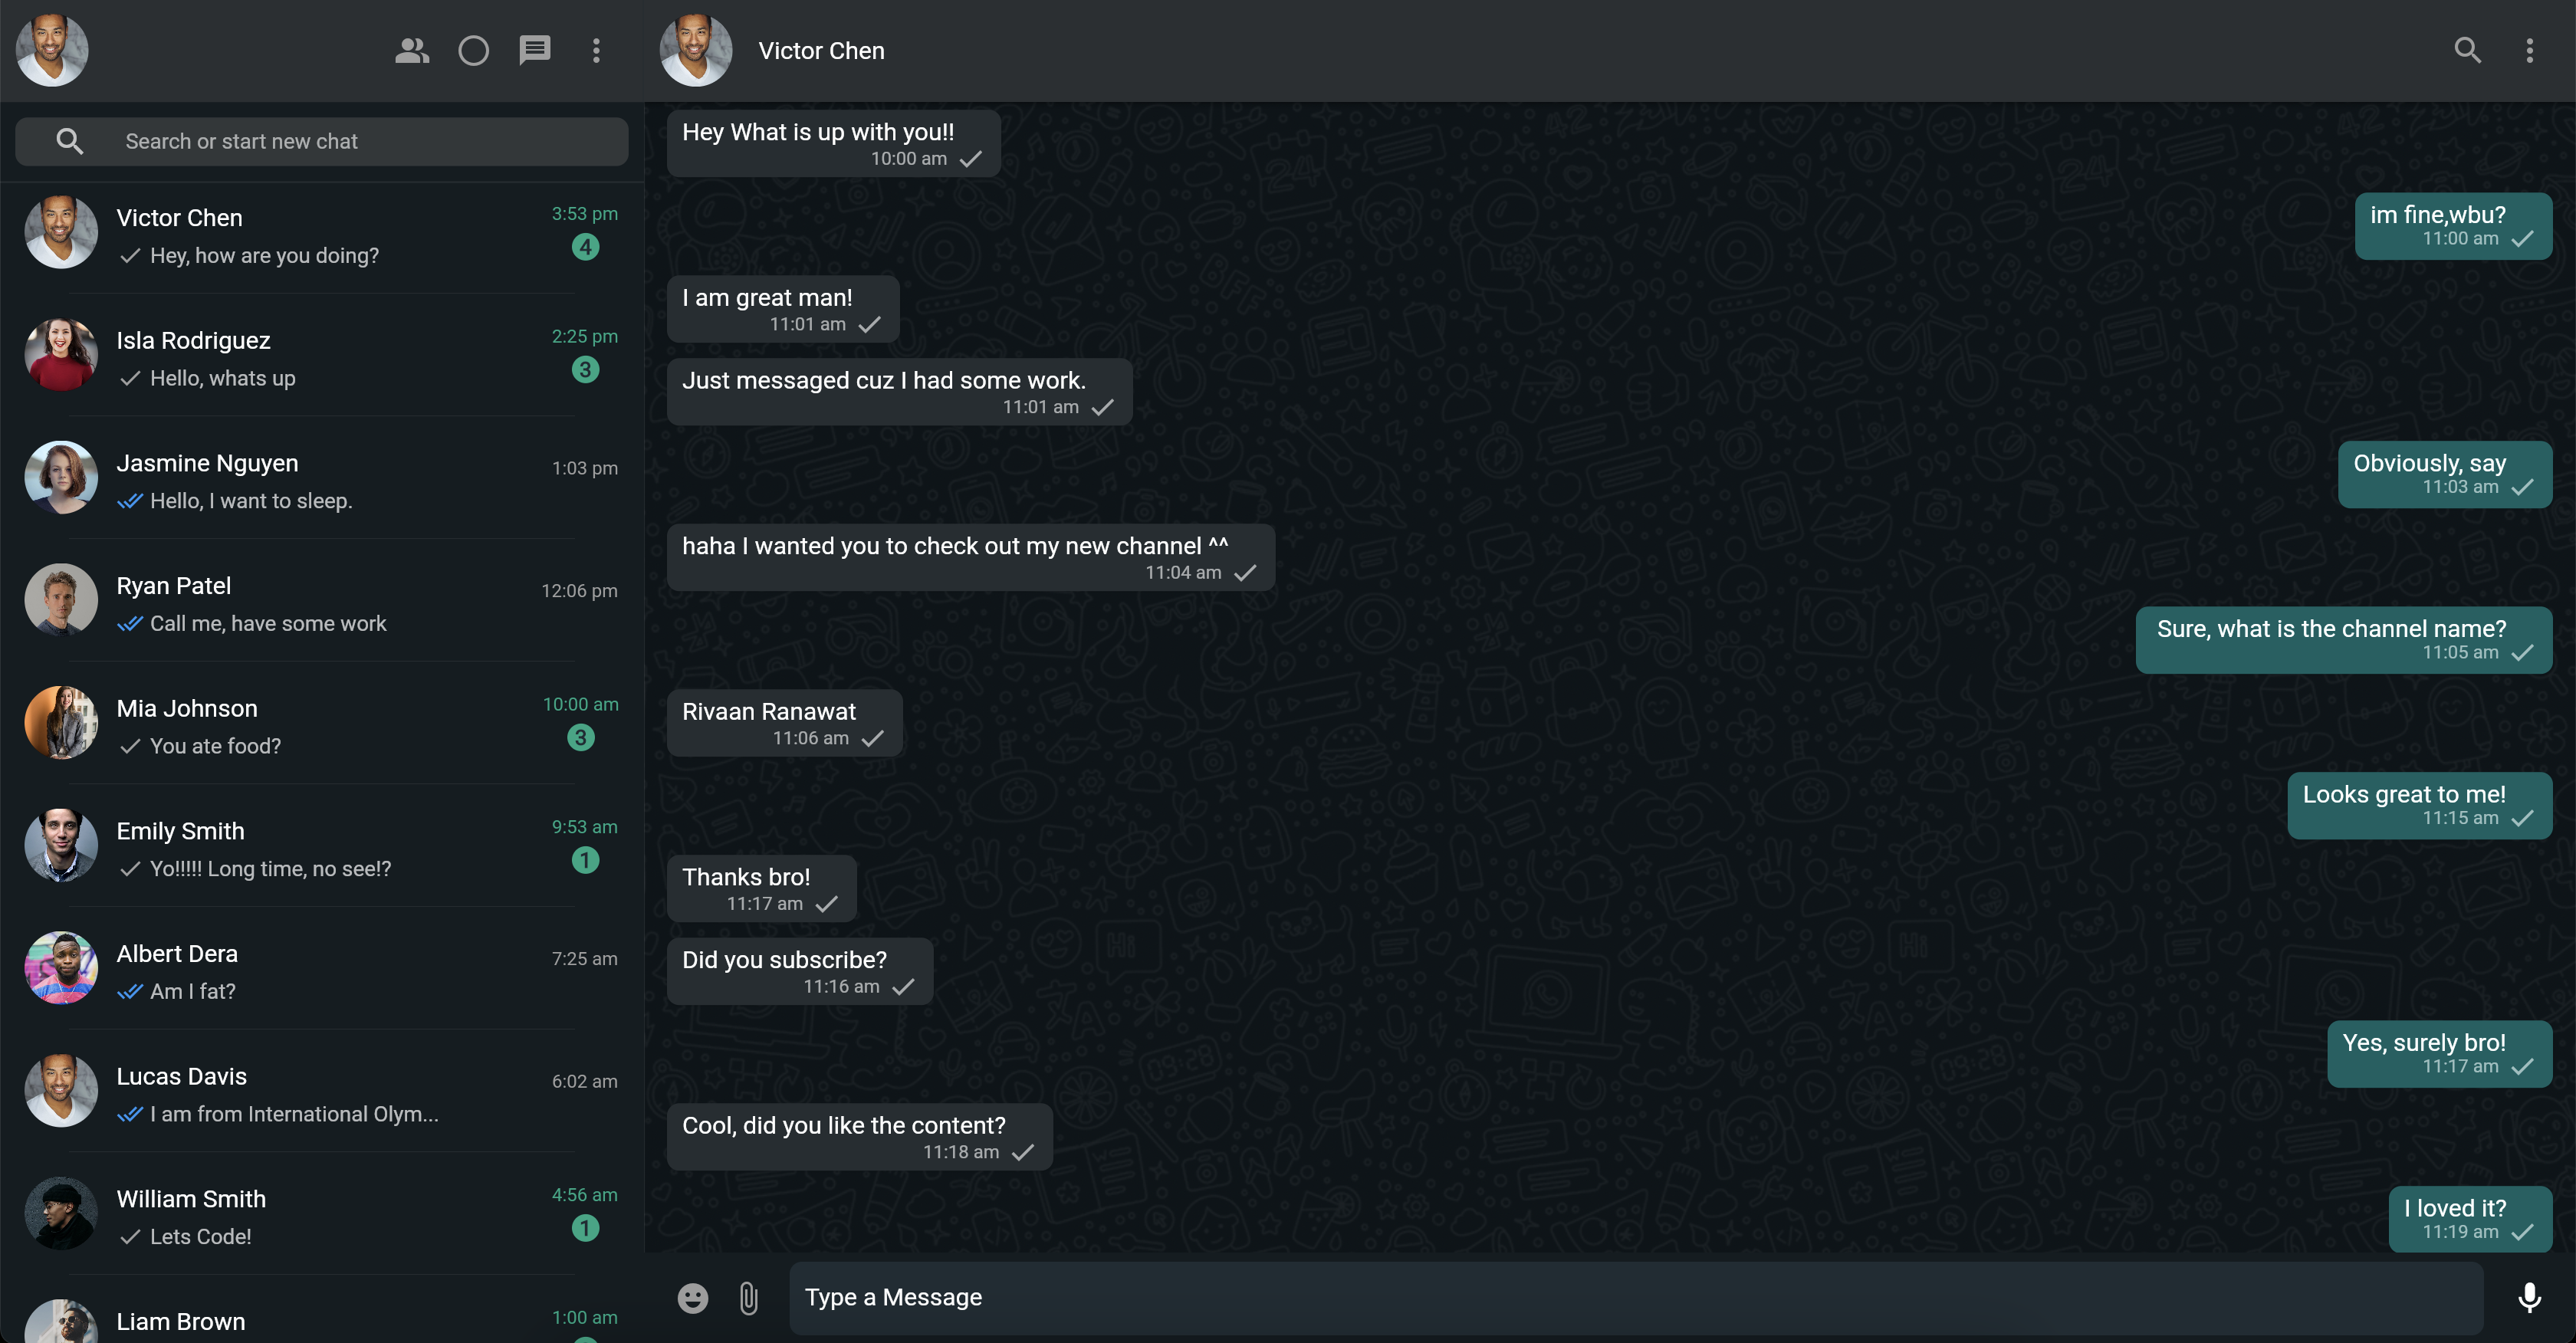 Search or start new chat
Victor Chen
3:53 pm
Hey, how are you doing?
4
Isla Rodriguez
2:25 pm
Hello, whats up
3
Jasmine Nguyen
1:03 pm
Hello, I want to sleep.
Ryan Patel
12:06 pm
Call me, have some work
Mia Johnson
10:00 am
You ate food?
3
Emily Smith
9:53 am
Yo!!!!! Long time, no see!?
1
Albert Dera
7:25 am
Am I fat?
Lucas Davis
6:02 am
I am from International Olym...
William Smith
4:56 am
Lets Code!
1
Liam Brown
1:00 am
Victor Chen
Hey What is up with you!!
10:00 am
im fine,wbu?
11:00 am
I am great man!
11:01 am
Just messaged cuz I had some work.
11:01 am
Obviously, say
11:03 am
haha I wanted you to check out my new channel ^^
11:04 am
Sure, what is the channel name?
11:05 am
Rivaan Ranawat
11:06 am
Looks great to me!
11:15 am
Thanks bro!
11:17 am
Did you subscribe?
11:16 am
Yes, surely bro!
11:17 am
Cool, did you like the content?
11:18 am
I loved it?
11:19 am
Type a Message